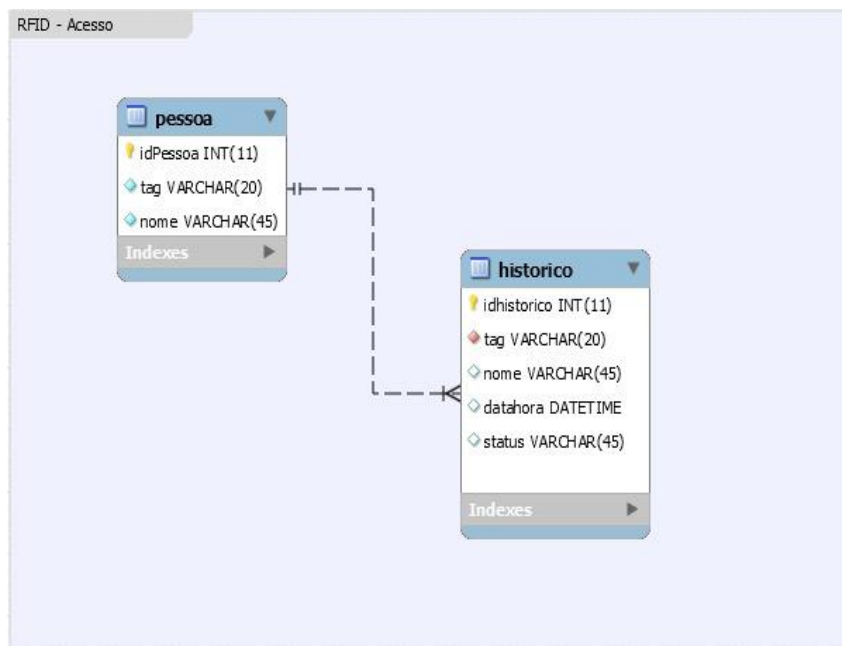 RFID - Acesso
pessoa
idPessoa INT(11)
tag VARCHAR(20)
nome VARCHAR(45)
Indexes
historico
idhistorico INT(11)
tag VARCHAR(20)
nome VARCHAR(45)
datahora DATETIME
status VARCHAR(45)
Indexes